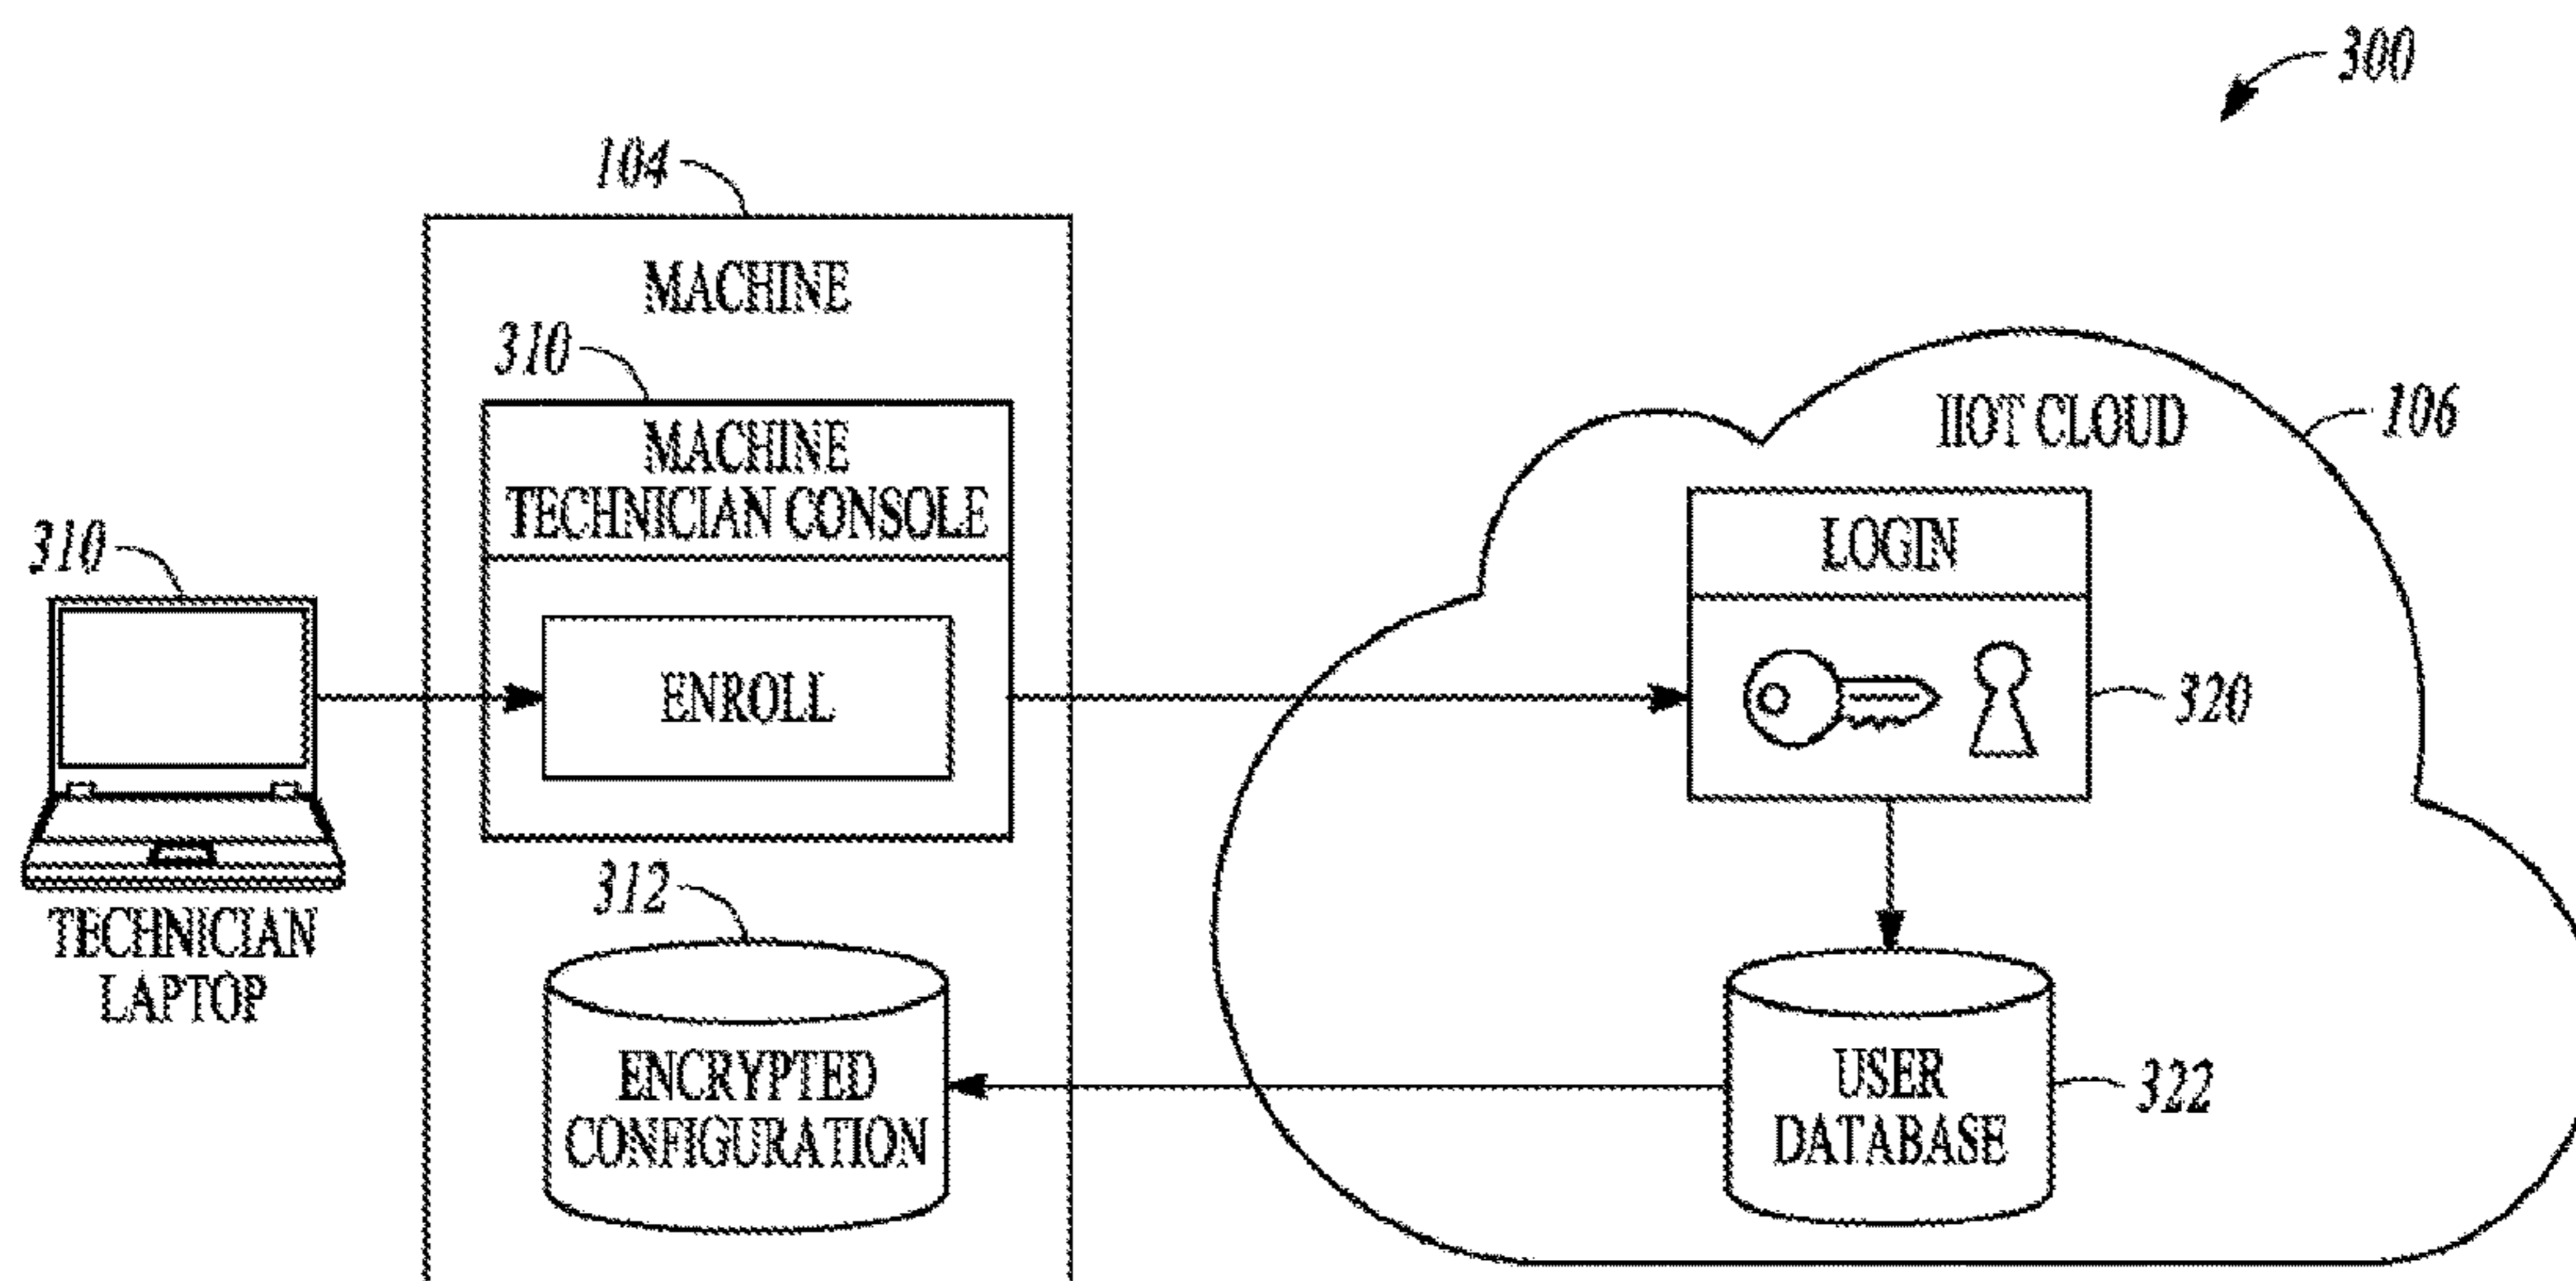 300
104
MACHINE
310
MACHINE
TECHNICIAN CONSOLE
IIOT CLOUD
106
LOGIN
310
ENROLL
320
312
TECHNICIAN
LAPTOP
ENCRYPTED
CONFIGURATION
USER
DATABASE
322